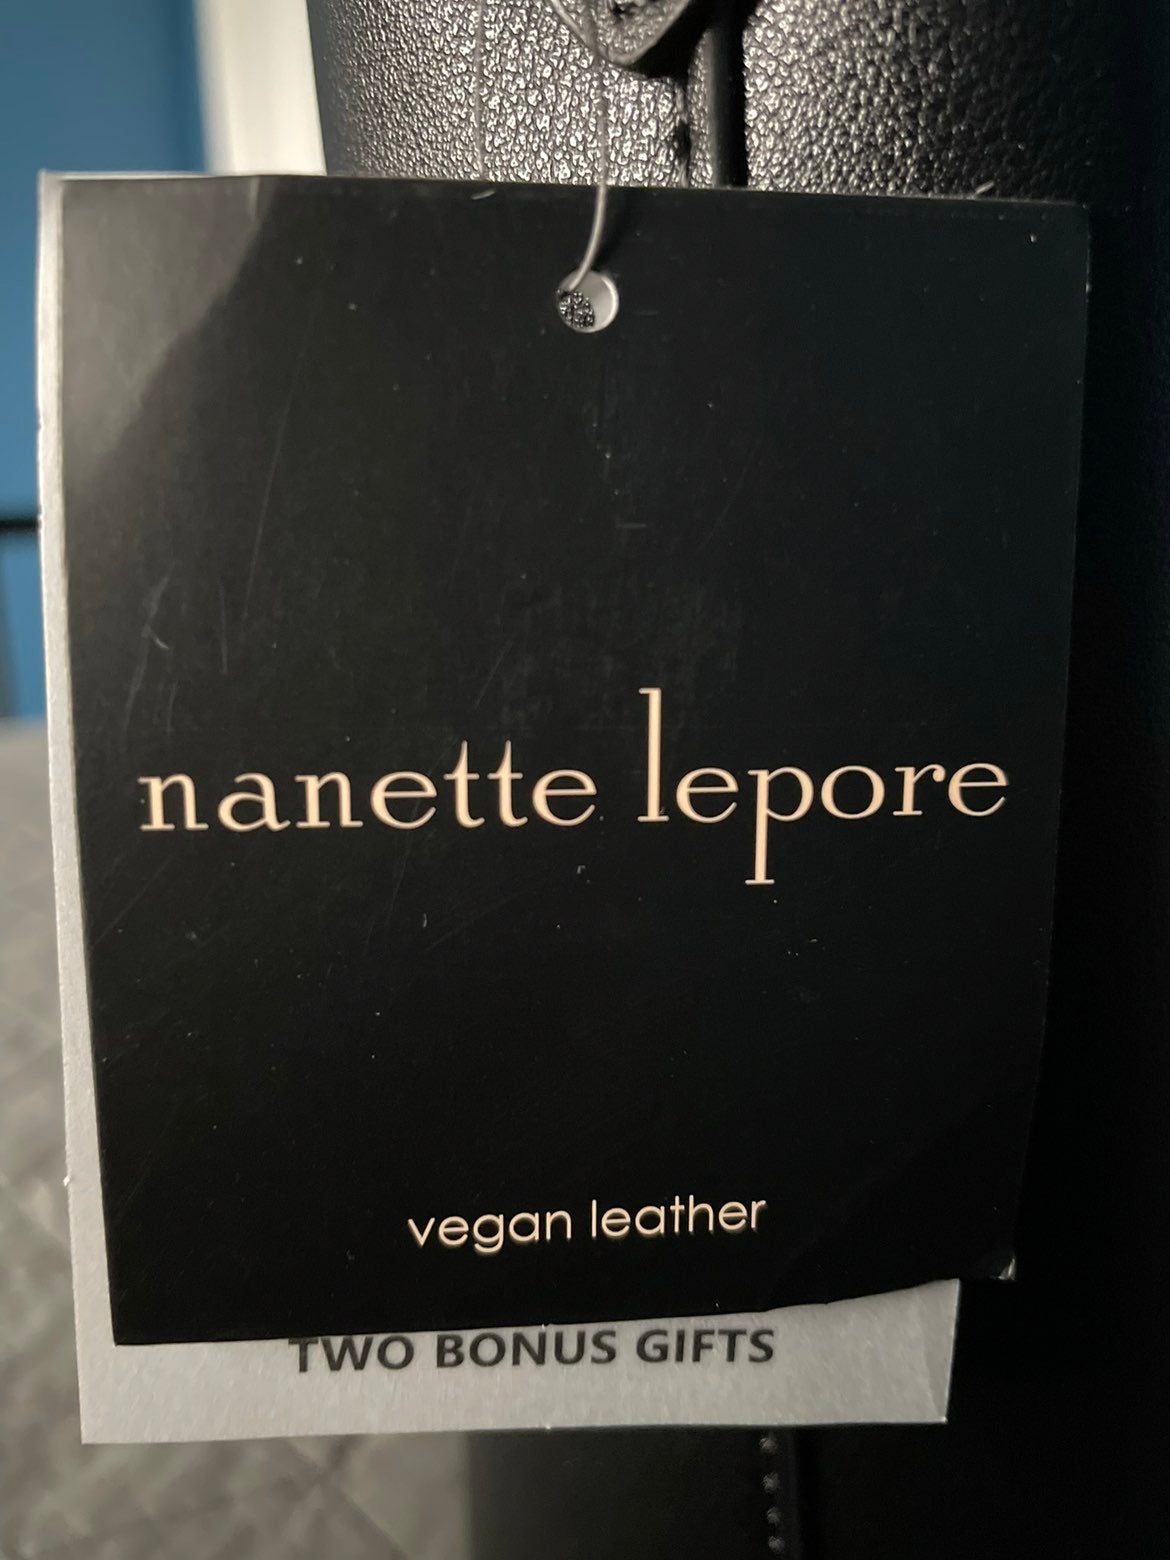 nanette lepore
vegan leather
TWO BONUS GIFTS